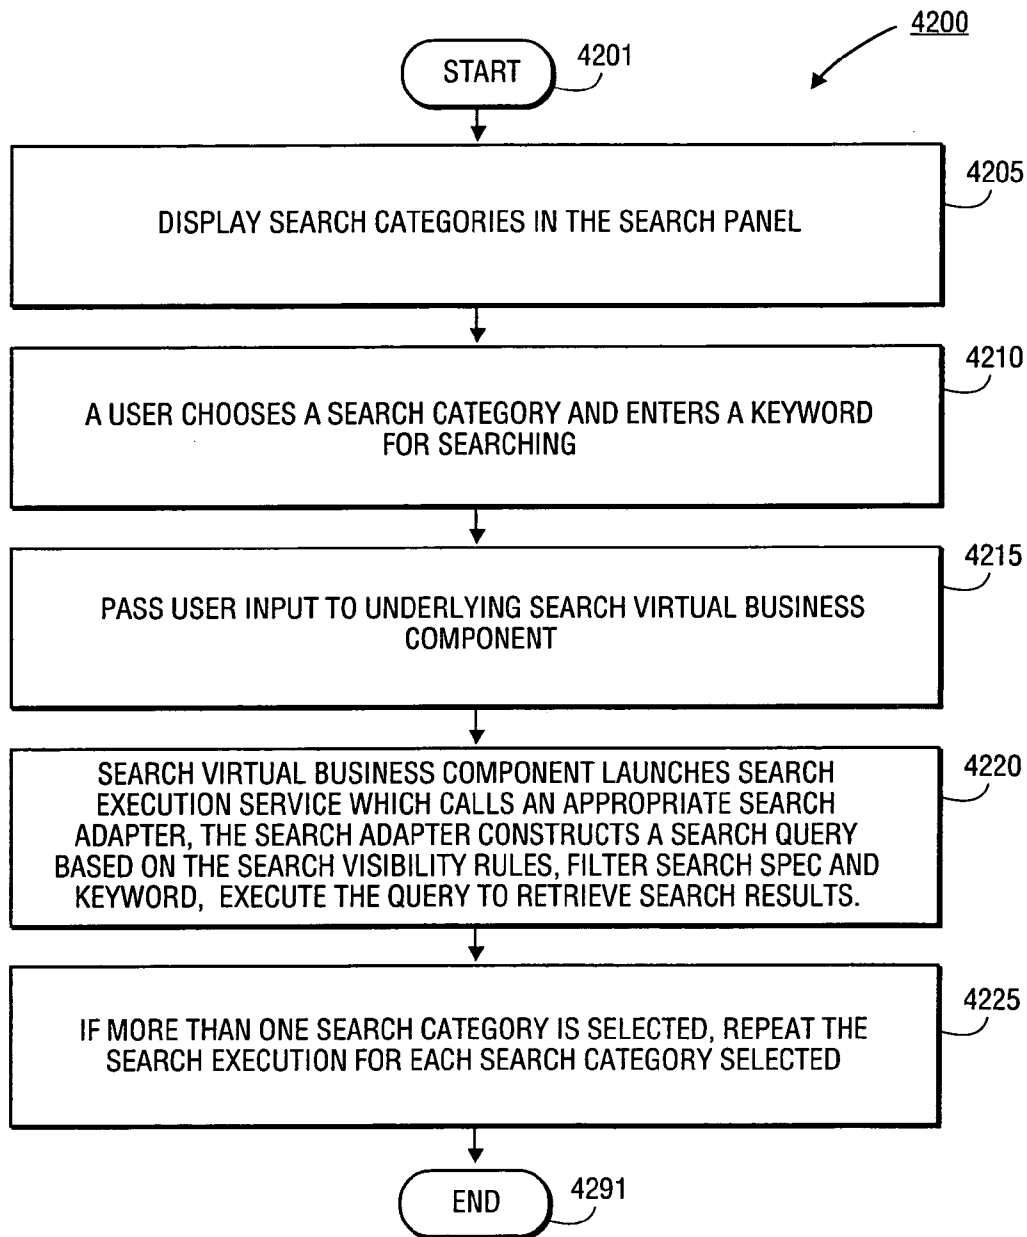 4200
START
4201
4205
DISPLAY SEARCH CATEGORIES IN THE SEARCH PANEL
4210
A USER CHOOSES A SEARCH CATEGORY AND ENTERS A KEYWORD
FOR SEARCHING
4215
PASS USER INPUT TO UNDERLYING SEARCH VIRTUAL BUSINESS
COMPONENT
4220
SEARCH VIRTUAL BUSINESS COMPONENT LAUNCHES SEARCH
EXECUTION SERVICE WHICH CALLS AN APPROPRIATE SEARCH
ADAPTER, THE SEARCH ADAPTER CONSTRUCTS A SEARCH QUERY
BASED ON THE SEARCH VISIBILITY RULES, FILTER SEARCH SPEC AND
KEYWORD, EXECUTE THE QUERY TO RETRIEVE SEARCH RESULTS.
4225
IF MORE THAN ONE SEARCH CATEGORY IS SELECTED, REPEAT THE
SEARCH EXECUTION FOR EACH SEARCH CATEGORY SELECTED
END
4291